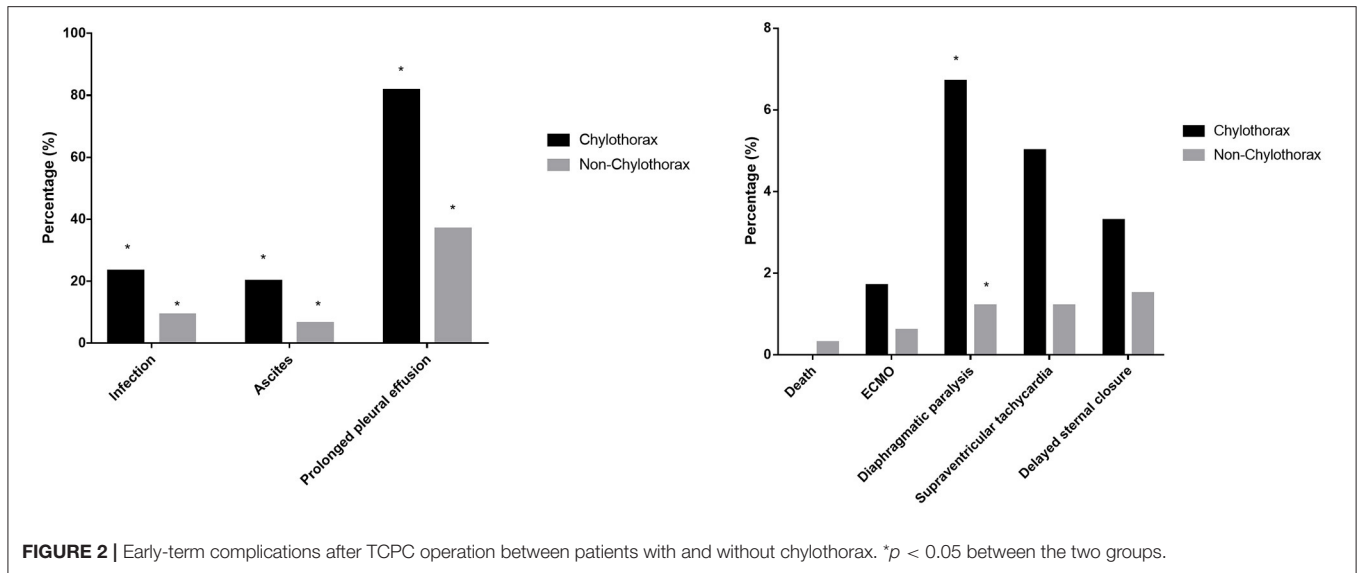 100
80
60
40
20
0
Percentage (%)
*
*
*
*
*
*
Infection
Ascites
Prolonged pleural effusion
Chylothorax
Non-Chylothorax
8
6
4
2
0
Percentage (%)
*
*
Death
ECMO
Diaphragmatic paralysis
Supraventricular tachycardia
Delayed sternal closure
Chylothorax
Non-Chylothorax
FIGURE 2 | Early-term complications after TCPC operation between patients with and without chylothorax. *p < 0.05 between the two groups.